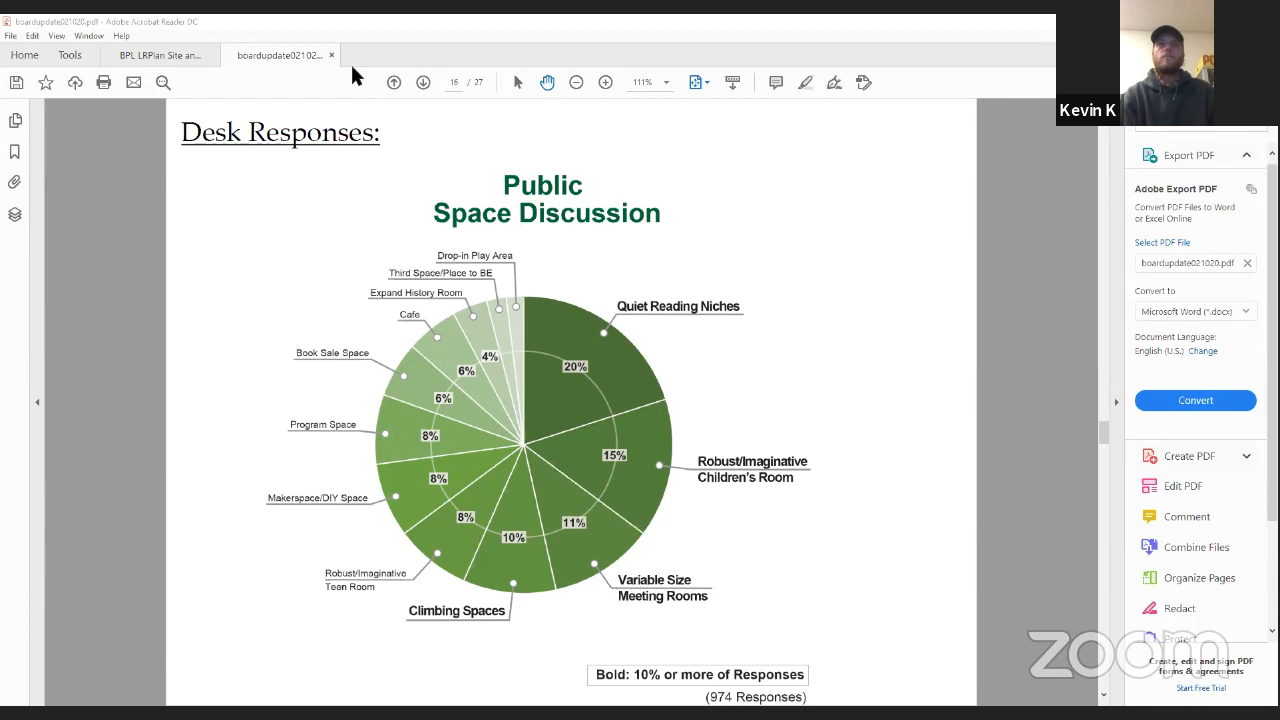 boardupdate021020.pdf - Adobe Acrobat Reader DC
File Edit View Window Help
Home Tools BPL LRPlan Site an... boardupdate02102... ×
16 / 27 111%
Kevin K
Desk Responses:
Public
Space Discussion
Drop-in Play Area
Third Space/Place to BE
Expand History Room
Cafe
Book Sale Space
Program Space
Makerspace/DIY Space
Robust/Imaginative
Teen Room
Climbing Spaces
Quiet Reading Niches
Robust/Imaginative
Children's Room
Variable Size
Meeting Rooms
4%
6%
6%
8%
8%
8%
10%
11%
15%
20%
Bold: 10% or more of Responses
(974 Responses)
Export PDF
Adobe Export PDF
Convert PDF Files to Word
or Excel Online
Select PDF File
boardupdate021020.pdf
Convert to
Microsoft Word (*.docx)
Document Language:
English (U.S.) Change
Convert
Create PDF
Edit PDF
Comment
Combine Files
Organize Pages
Redact
Protect
Create, edit and sign PDF
forms & agreements
Start Free Trial
zoom